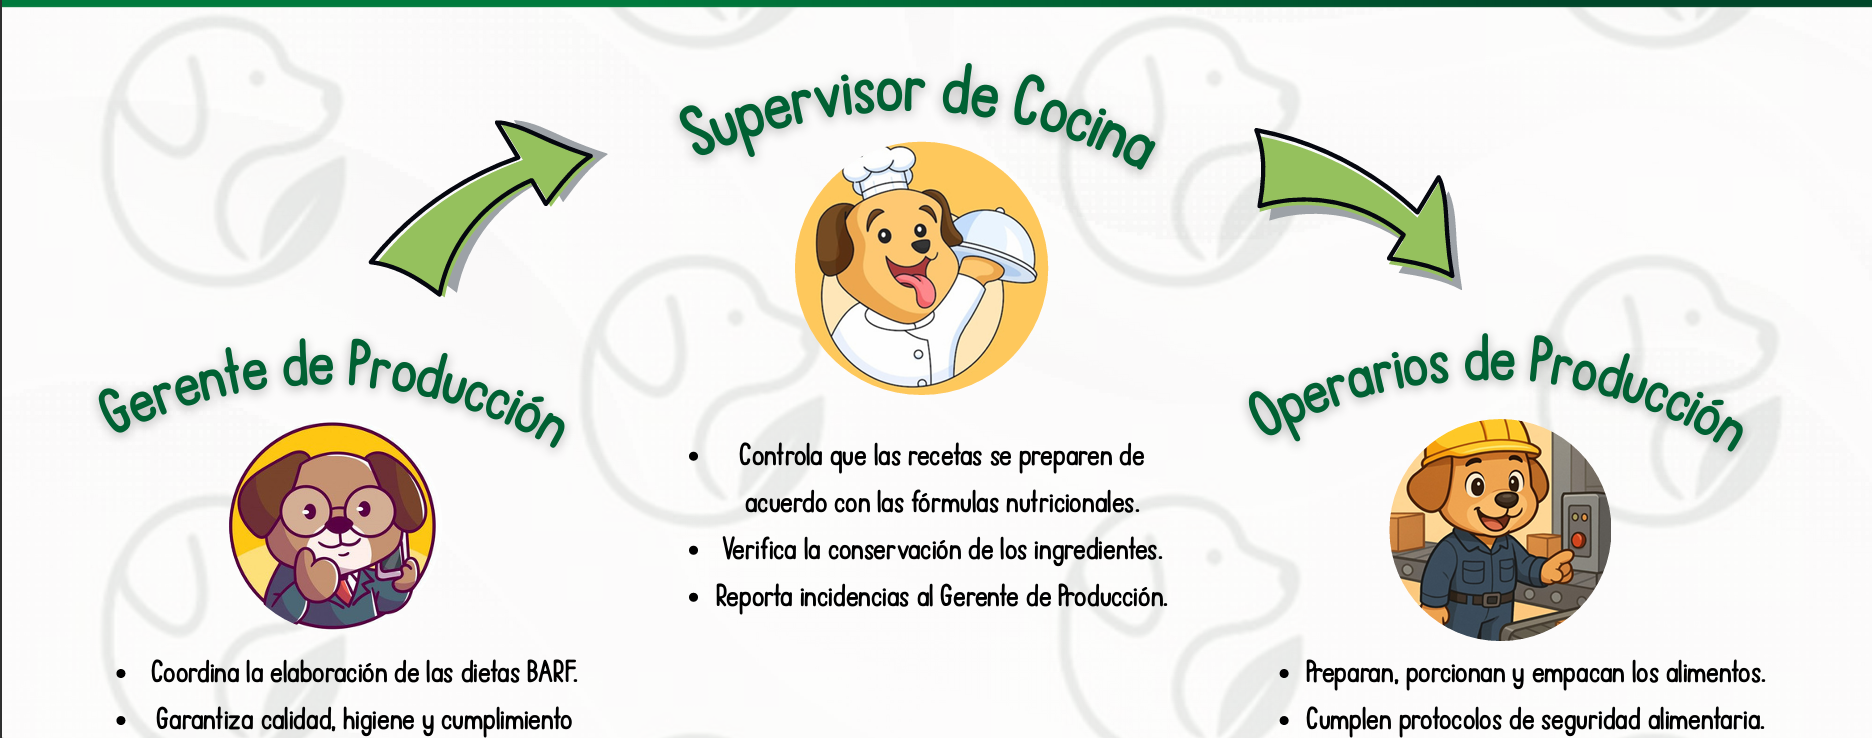 Supervisor de Cocina
Gerente de Producción
Operarios de Producción
Controla que las recetas se preparen de
acuerdo con las fórmulas nutricionales.
Verifica la conservación de los ingredientes.
Reporta incidencias al Gerente de Producción.
Coordina la elaboración de las dietas BARF.
Garantiza calidad, higiene y cumplimiento
Preparan, porcionan y empacan los alimentos.
Cumplen protocolos de seguridad alimentaria.